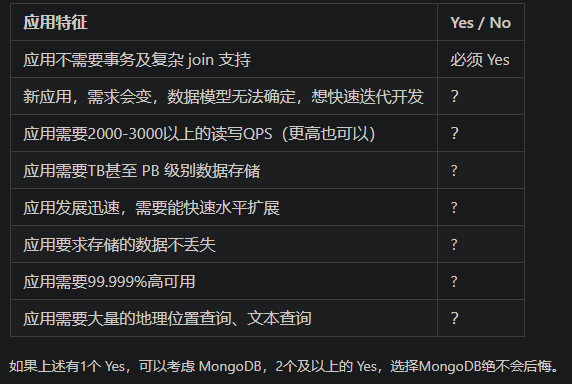 应用特征 Yes / No
应用不需要事务及复杂 join 支持 必须 Yes
新应用，需求会变，数据模型无法确定，想快速迭代开发 ？
应用需要2000-3000以上的读写QPS（更高也可以） ？
应用需要TB甚至 PB 级别数据存储 ?
应用发展迅速，需要能快速水平扩展 ?
应用要求存储的数据不丢失 ?
应用需要99.999%高可用 ?
应用需要大量的地理位置查询、文本查询 ？
如果上述有1个 Yes，可以考虑 MongoDB，2个及以上的 Yes，选择MongoDB绝不会后悔。